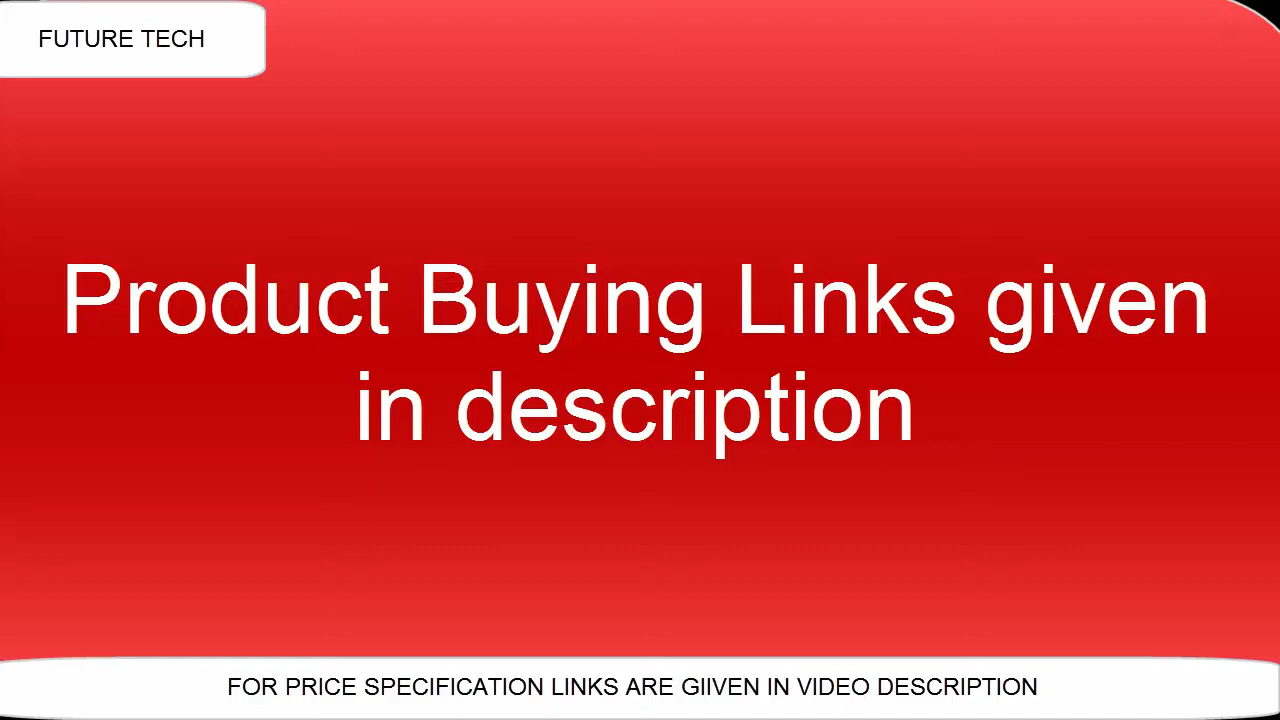 FUTURE TECH
Product Buying Links given
in description
FOR PRICE SPECIFICATION LINKS ARE GIIVEN IN VIDEO DESCRIPTION